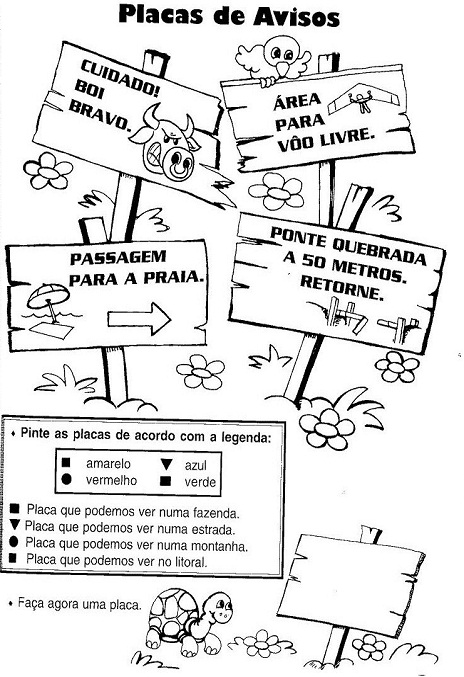 Placas de Avisos
CUIDADO!
BOI
BRAVO.
ÁREA
PARA
VÔO LIVRE.
PASSAGEM
PARA A PRAIA.
PONTE QUEBRADA
A 50 METROS.
RETORNE.
• Pinte as placas de acordo com a legenda:
■ amarelo ▼ azul
● vermelho ■ verde
■ Placa que podemos ver numa fazenda.
▼ Placa que podemos ver numa estrada.
● Placa que podemos ver numa montanha.
■ Placa que podemos ver no litoral.
• Faça agora uma placa.